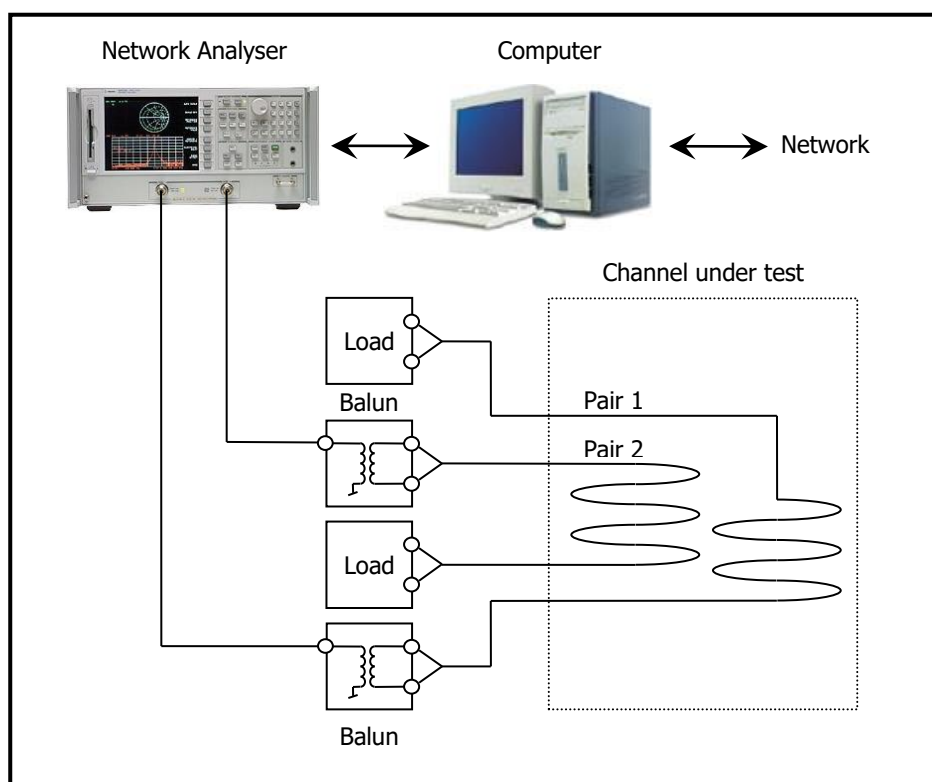 Network Analyser
Computer
Network
Channel under test
Load
Balun
Pair 1
Pair 2
Load
Balun